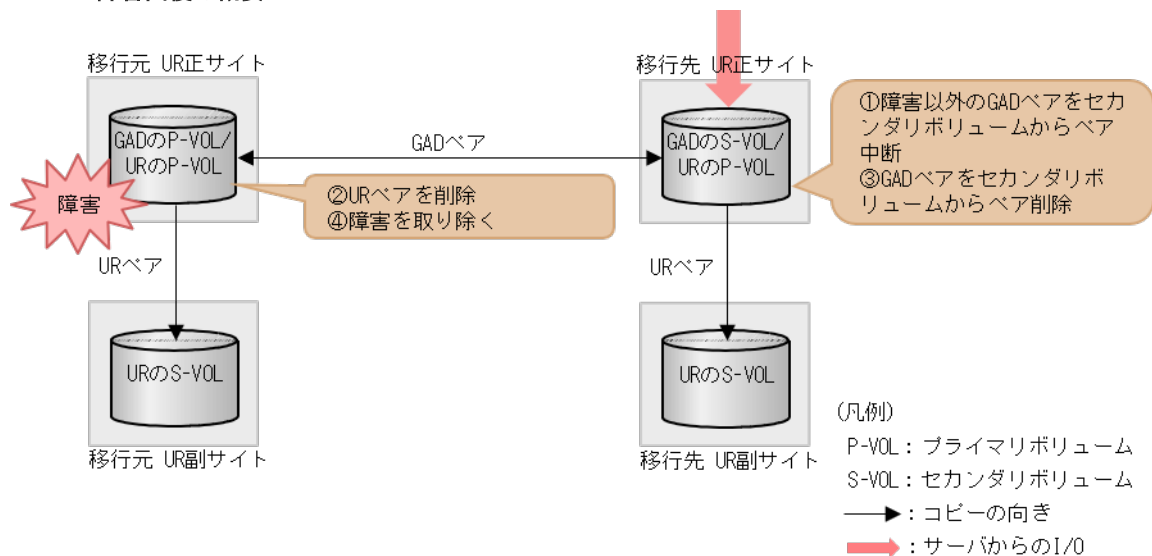 移行元 UR正サイト
移行先 UR正サイト
GADのP-VOL/
URのP-VOL
GADペア
GADのS-VOL/
URのP-VOL
①障害以外のGADペアをセカ
ンダリボリュームからペア
中断
③GADペアをセカンダリボ
リュームからペア削除
障害
②URペアを削除
④障害を取り除く
URペア
URペア
URのS-VOL
URのS-VOL
移行元 UR副サイト
移行先 UR副サイト
(凡例)
P-VOL：プライマリボリューム
S-VOL：セカンダリボリューム
：コピーの向き
：サーバからのI/O